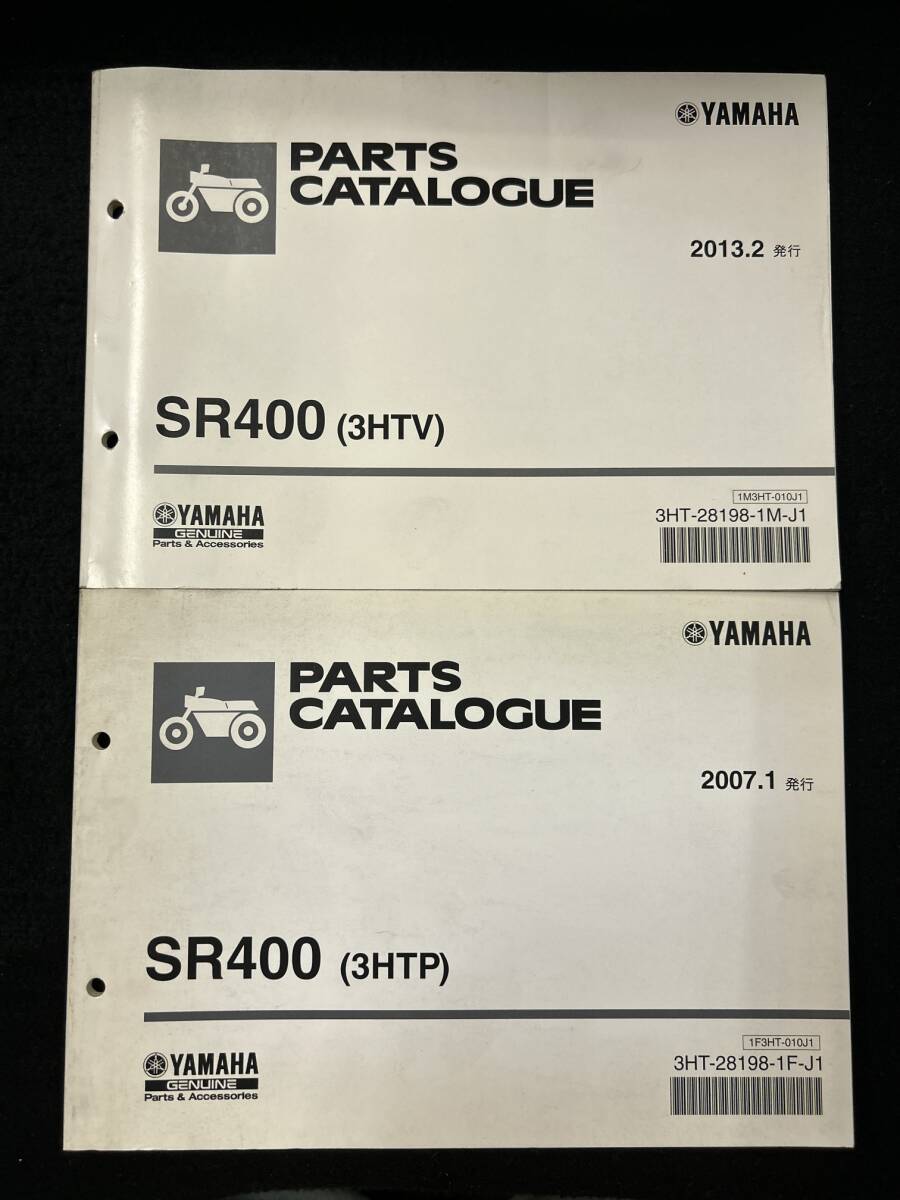 YAMAHA
PARTS
CATALOGUE
2013.2 発行
SR400 (3HTV)
1M3HT-010J1
3HT-28198-1M-J1
YAMAHA
GENUINE
Parts & Accessories
YAMAHA
PARTS
CATALOGUE
2007.1 発行
SR400 (3HTP)
1F3HT-010J1
3HT-28198-1F-J1
YAMAHA
GENUINE
Parts & Accessories